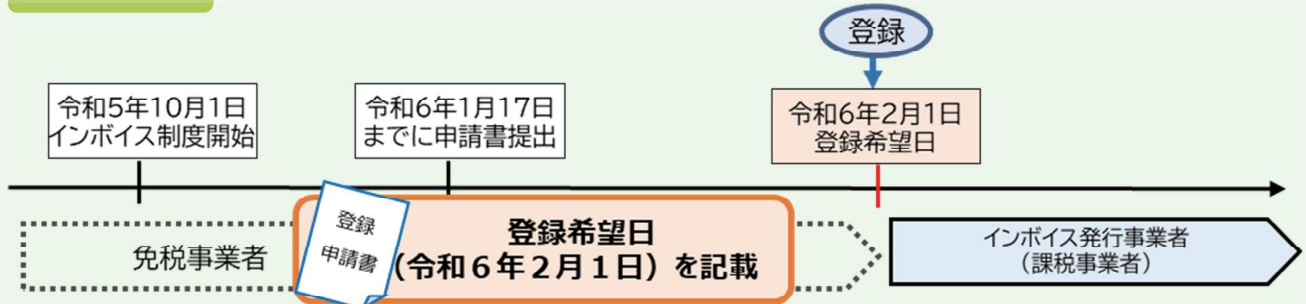 登録
令和5年10月1日
インボイス制度開始
令和6年1月17日
までに申請書提出
令和6年2月1日
登録希望日
登録
申請書
免税事業者
登録希望日
(令和6年2月1日)を記載
インボイス発行事業者
(課税事業者)